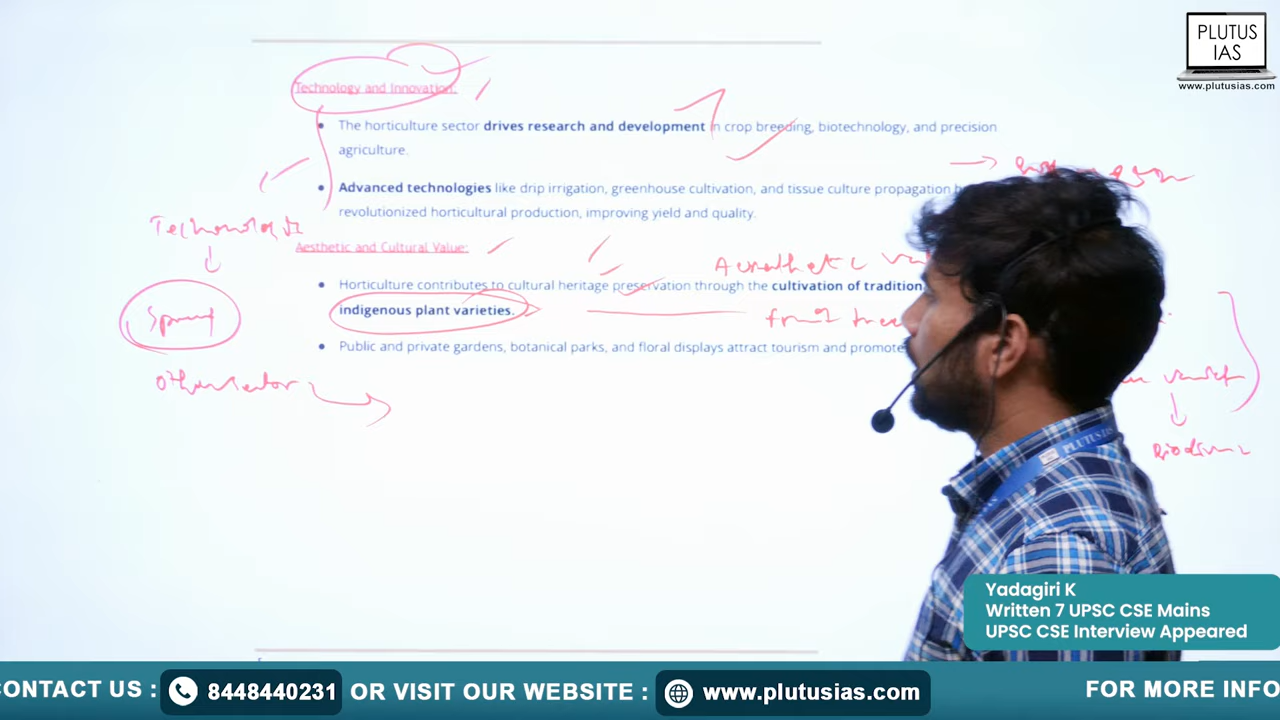 PLUTUS
IAS
www.plutusias.com
Technology and Innovation:
The horticulture sector drives research and development in crop breeding, biotechnology, and precision
agriculture.
Advanced technologies like drip irrigation, greenhouse cultivation, and tissue culture propagation
revolutionized horticultural production, improving yield and quality.
Aesthetic and Cultural Value:
Horticulture contributes to cultural heritage preservation through the cultivation of tradition
indigenous plant varieties.
Public and private gardens, botanical parks, and floral displays attract tourism and promote
other sector
PLUTUS
Yadagiri K
Written 7 UPSC CSE Mains
UPSC CSE Interview Appeared
ONTACT US : 8448440231 OR VISIT OUR WEBSITE : www.plutusias.com FOR MORE INFO